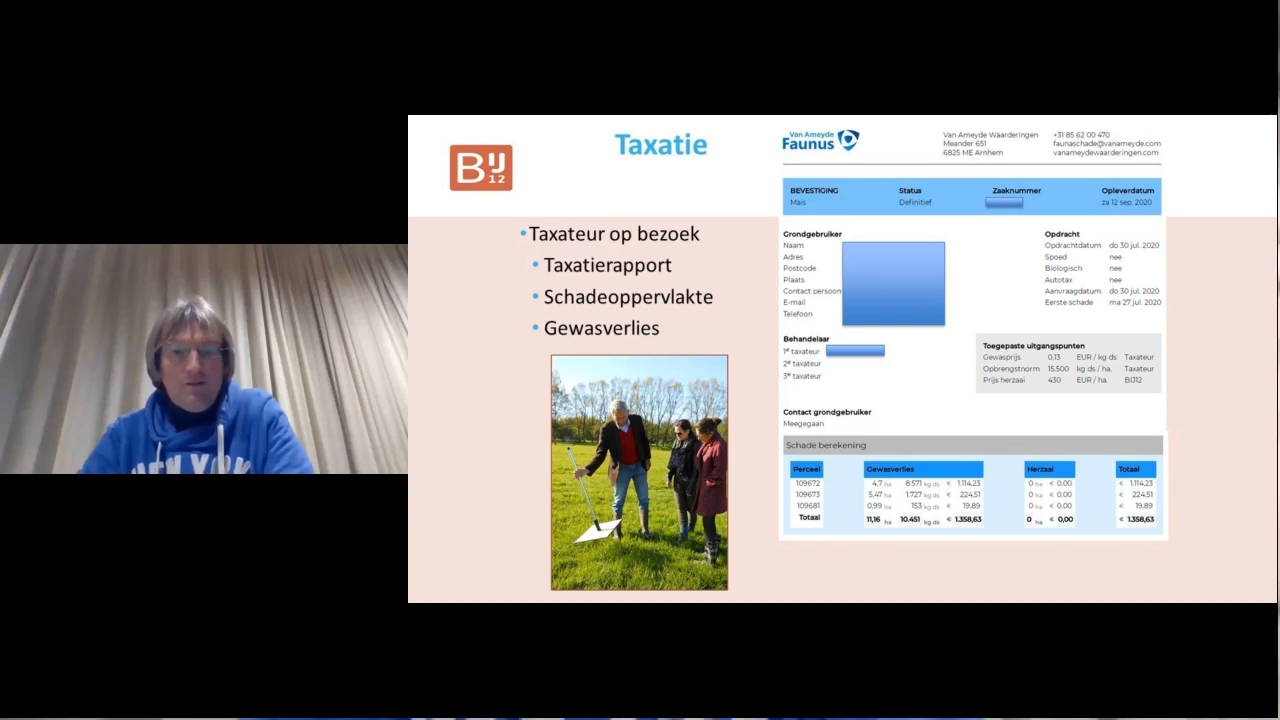 BIJ
12
Taxatie
•Taxateur op bezoek
• Taxatierapport
• Schadeoppervlakte
• Gewasverlies
Van Ameyde
Faunus
Van Ameyde Waarderingen
Meander 651
6825 ME Arnhem
+31 85 62 00 470
faunaschade@vanameyde.com
vanameydewaarderingen.com
BEVESTIGING Status Zaaknummer Opleverdatum
Mais Definitief za 12 sep. 2020
Grondgebruiker
Naam
Adres
Postcode
Plaats
Contact persoon
E-mail
Telefoon
Opdracht
Opdrachtdatum do 30 jul. 2020
Spoed nee
Biologisch nee
Autotax nee
Aanvraagdatum do 30 jul. 2020
Eerste schade ma 27 jul. 2020
Behandelaar
1e taxateur
2e taxateur
3e taxateur
Toegepaste uitgangspunten
Gewasprijs 0,13 EUR / kg ds Taxateur
Opbrengstnorm 15.500 kg ds / ha. Taxateur
Prijs herzaai 430 EUR / ha. BIJ12
Contact grondgebruiker
Meegegaan
Schade berekening
Perceel Gewasverlies Herzaai Totaal
109672 4,7 ha 8.571 kg ds € 1.114,23 0 ha € 0,00 € 1.114,23
109673 5,47 ha 1.727 kg ds € 224,51 0 ha € 0,00 € 224,51
109681 0,99 ha 153 kg ds € 19,89 0 ha € 0,00 € 19,89
Totaal 11,16 ha 10.451 kg ds € 1.358,63 0 ha € 0,00 € 1.358,63
NEW YORK